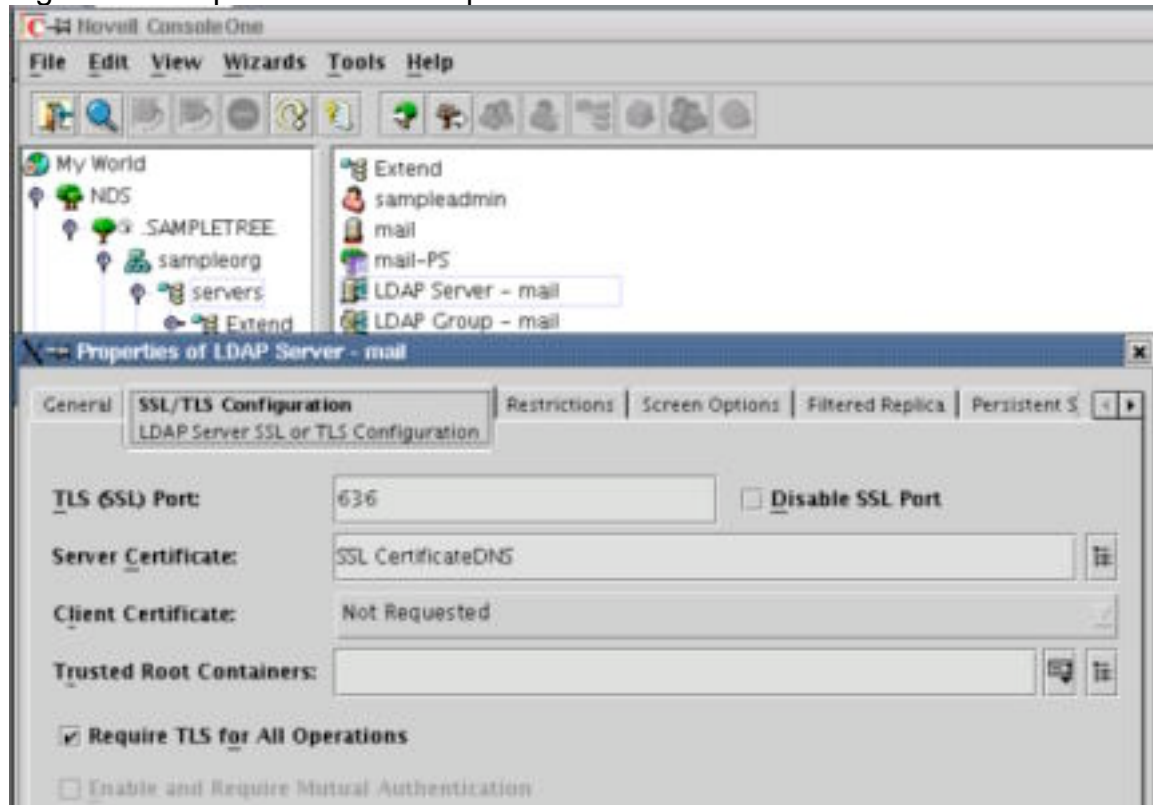 Novell ConsoleOne
File Edit View Wizards Tools Help
My World
NDS
.SAMPLETREE.
sampleorg
servers
Extend
Extend
sampleadmin
mail
mail-PS
LDAP Server - mail
LDAP Group - mail
Properties of LDAP Server - mail
General SSL/TLS Configuration Restrictions Screen Options Filtered Replica Persistent S
LDAP Server SSL or TLS Configuration
TLS (SSL) Port: 636 Disable SSL Port
Server Certificate: SSL CertificateDNS
Client Certificate: Not Requested
Trusted Root Containers:
Require TLS for All Operations
Enable and Require Mutual Authentication